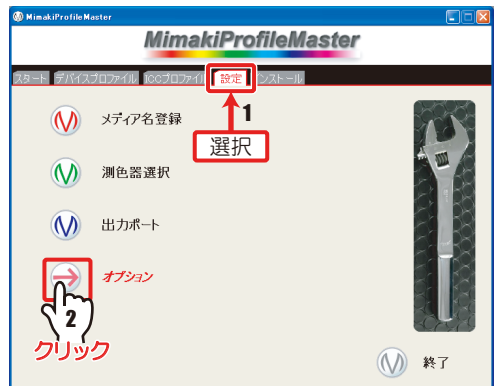 MimakiProfileMaster
MimakiProfileMaster
スタート デバイスプロファイル ICCプロファイル 設定 インストール
1
選択
メディア名登録
測色器選択
出力ポート
オプション
2
クリック
終了